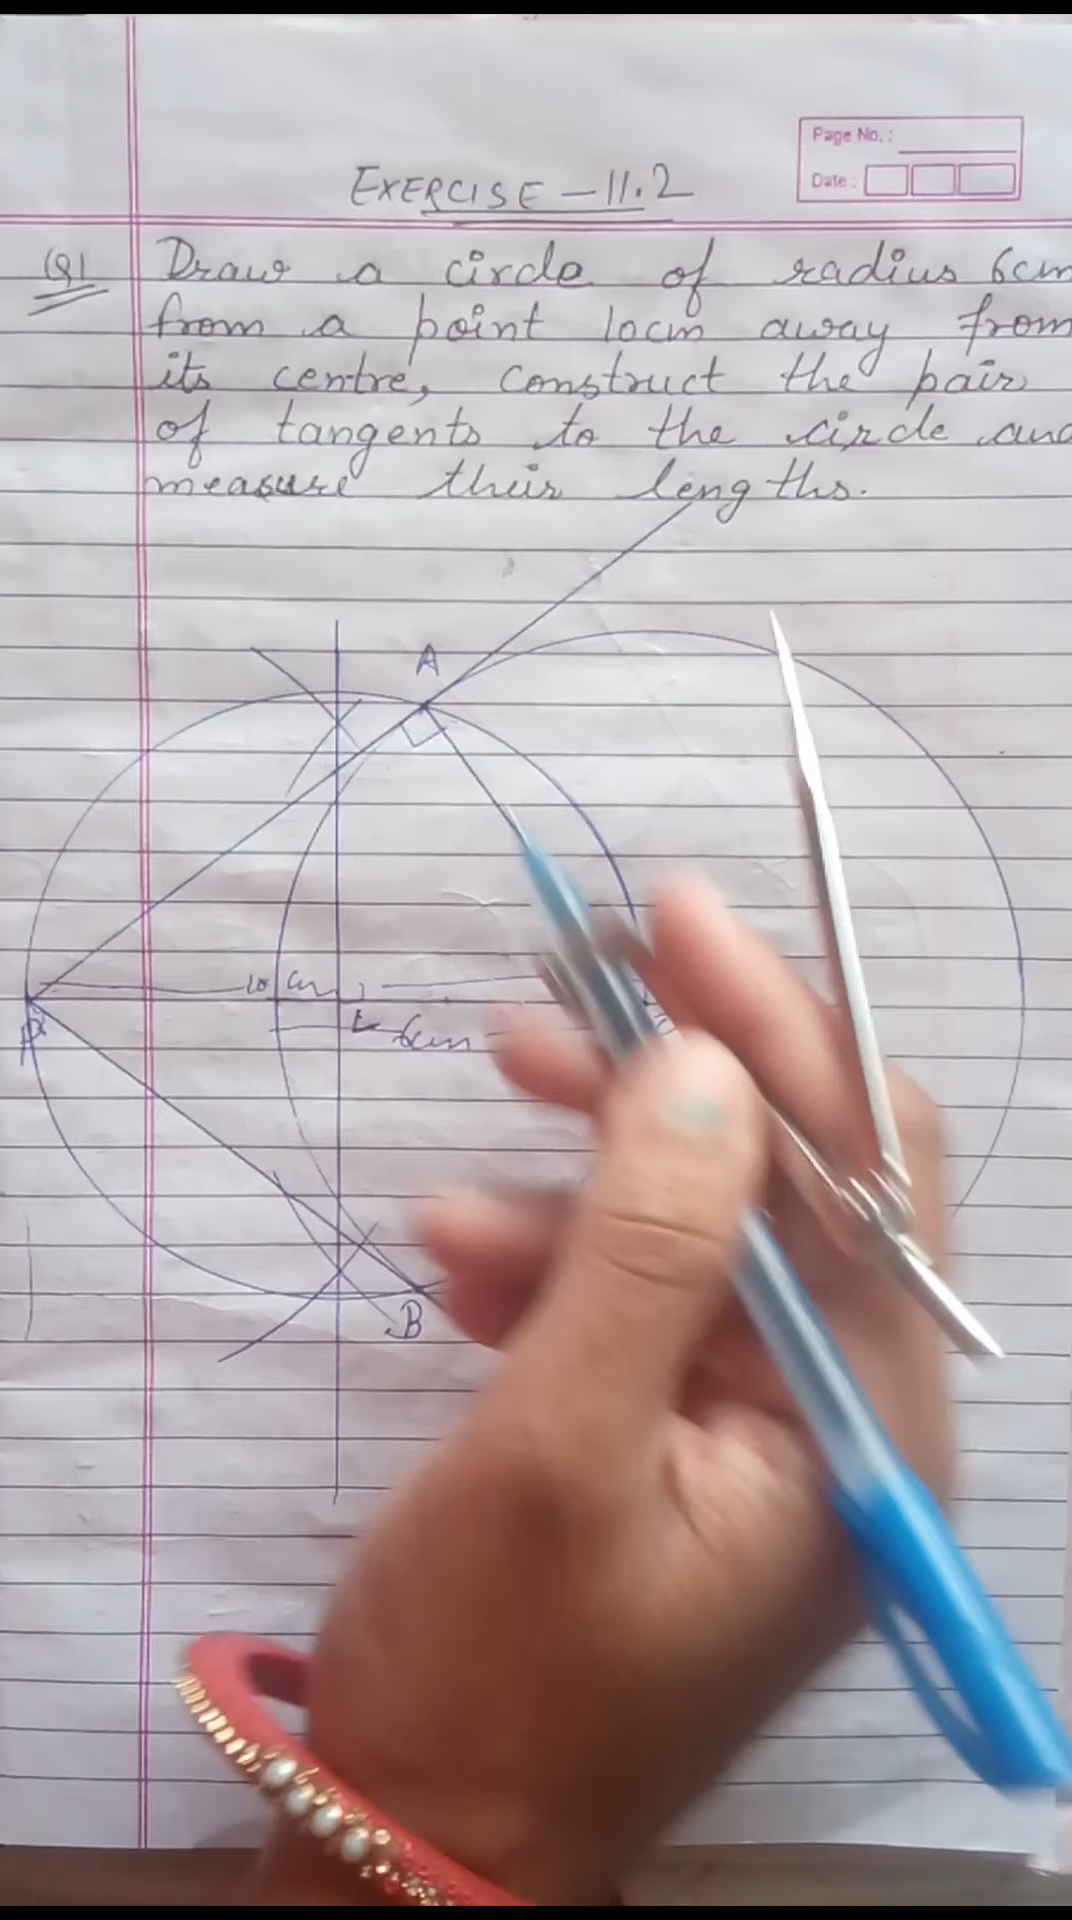 Page No. :
Date :
EXERCISE - 11.2
Q1 Draw a circle of radius 6cm
from a point 10cm away from
its centre, construct the pair
of tangents to the circle and
measure their lengths.
A
10 cm
P
6cm
B